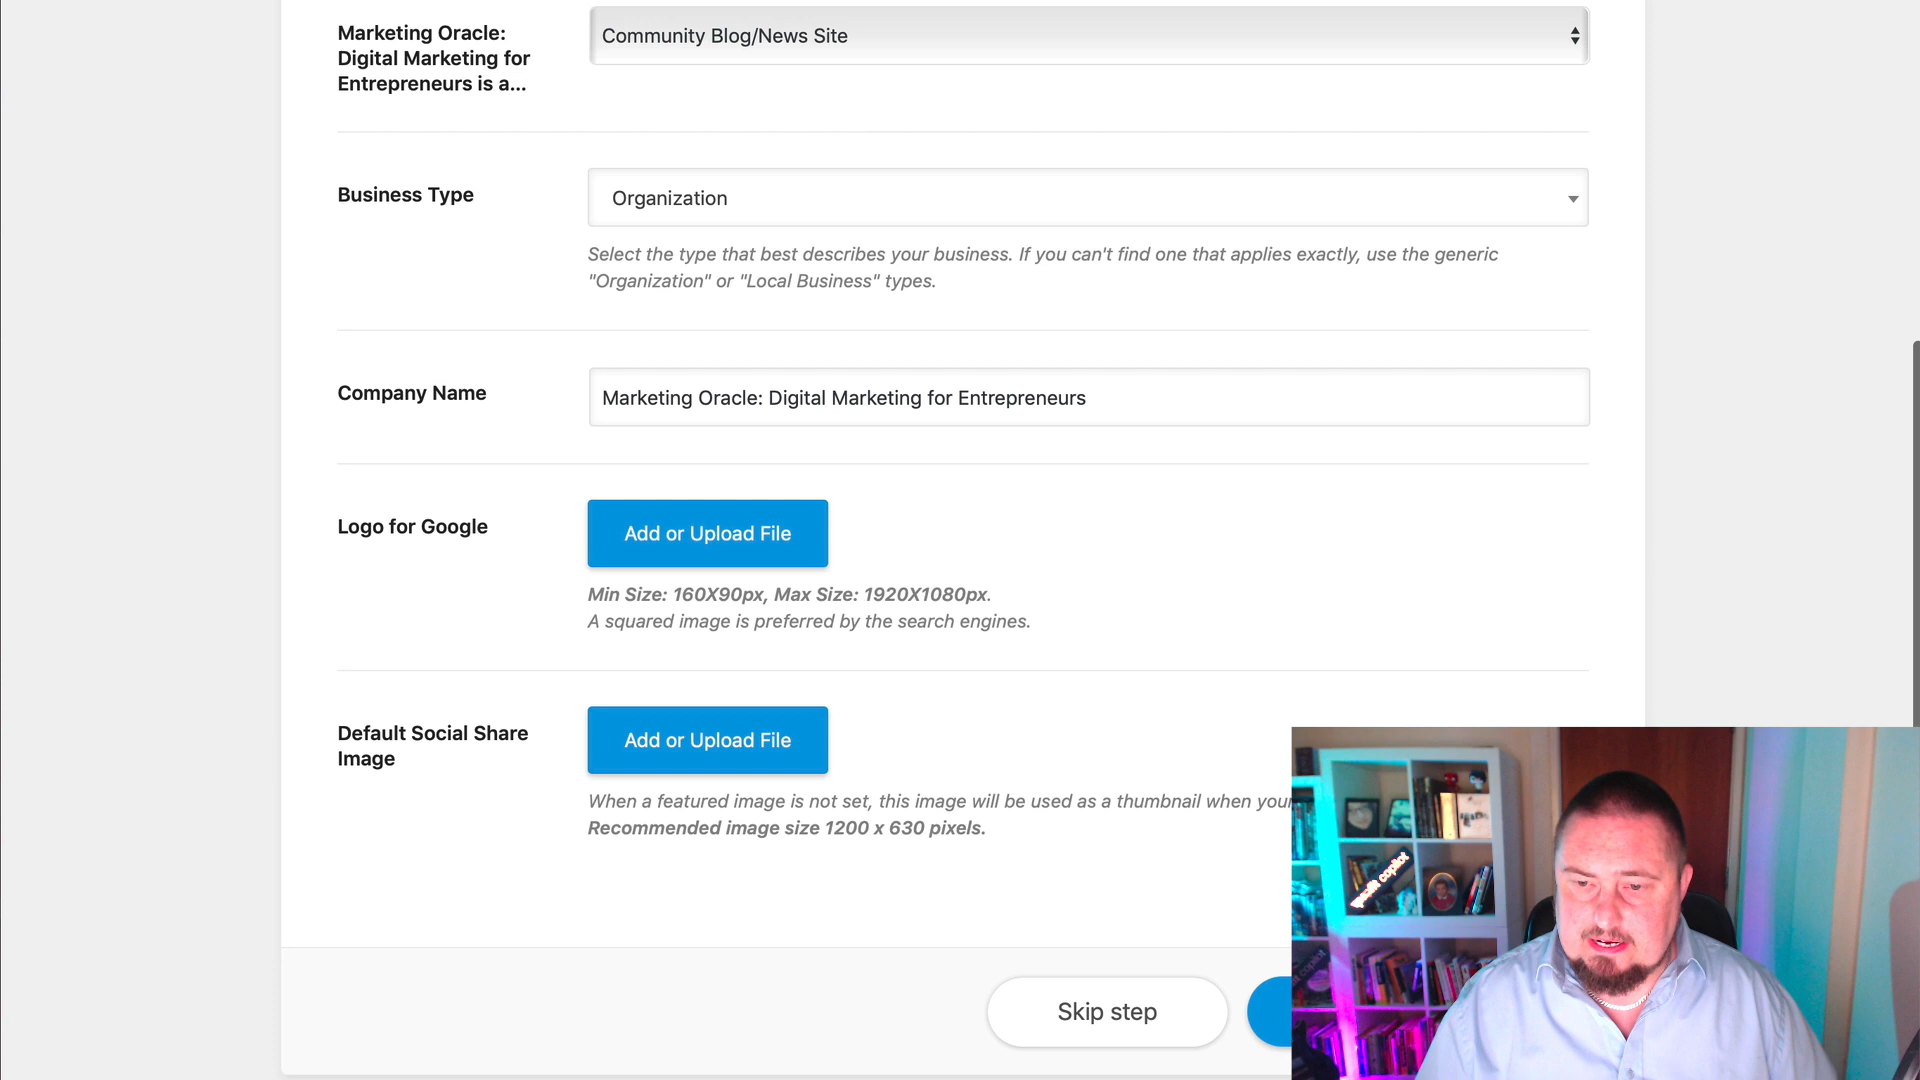 Marketing Oracle:
Digital Marketing for
Entrepreneurs is a...
Community Blog/News Site
Business Type
Organization
Select the type that best describes your business. If you can't find one that applies exactly, use the generic
"Organization" or "Local Business" types.
Company Name
Marketing Oracle: Digital Marketing for Entrepreneurs
Logo for Google
Add or Upload File
Min Size: 160X90px, Max Size: 1920X1080px.
A squared image is preferred by the search engines.
Default Social Share
Image
Add or Upload File
When a featured image is not set, this image will be used as a thumbnail when your
Recommended image size 1200 x 630 pixels.
Skip step